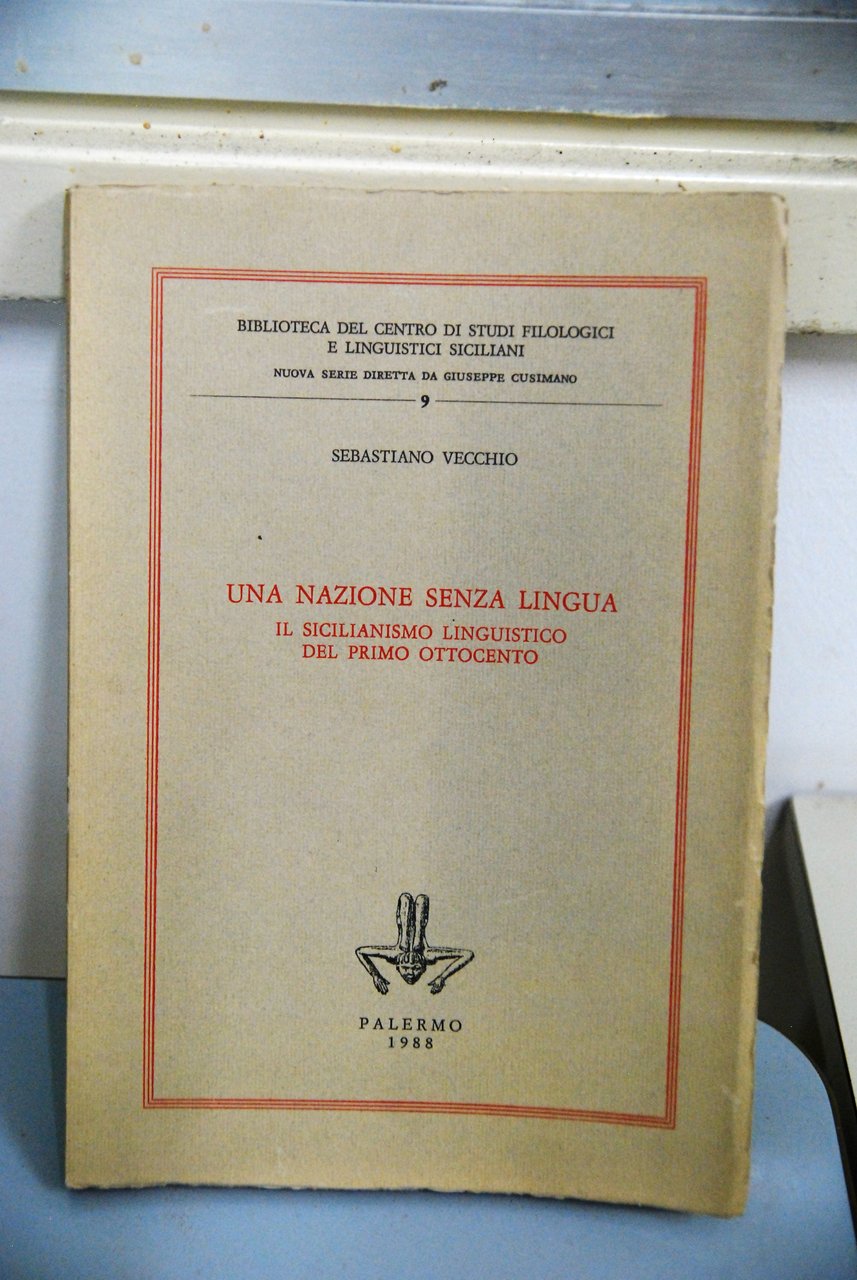 BIBLIOTECA DEL CENTRO DI STUDI FILOLOGICI
E LINGUISTICI SICILIANI
NUOVA SERIE DIRETTA DA GIUSEPPE CUSIMANO
9
SEBASTIANO VECCHIO
UNA NAZIONE SENZA LINGUA
IL SICILIANISMO LINGUISTICO
DEL PRIMO OTTOCENTO
PALERMO
1988